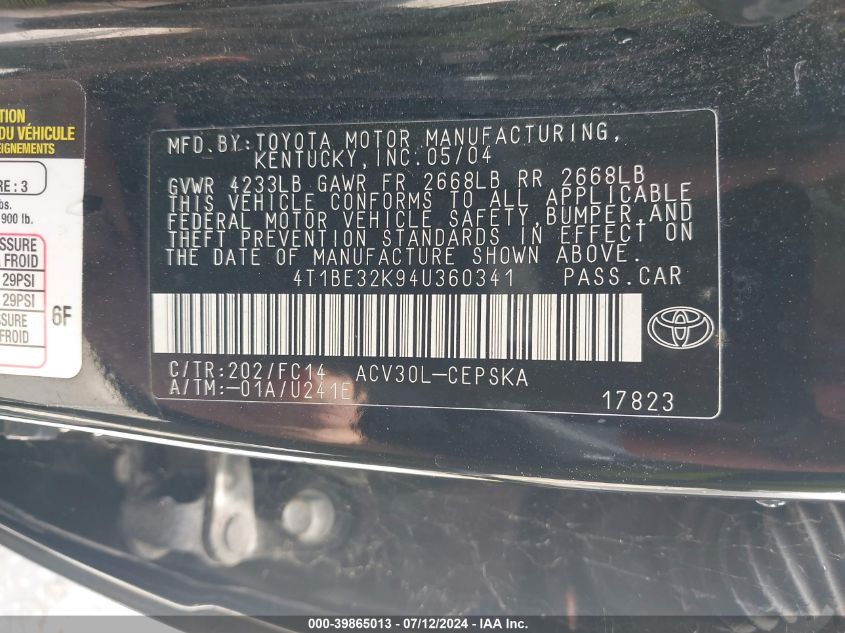 TION
DU VÉHICULE
EIGNEMENTS
RE : 3
bs.
900 lb.
SSURE
A FROID
29PSI
29PSI
SSURE
FROID
6F
MFD. BY: TOYOTA MOTOR MANUFACTURING,
KENTUCKY, INC. 05/04
GVWR 4233LB GAWR FR 2668LB RR 2668LB
THIS VEHICLE CONFORMS TO ALL APPLICABLE
FEDERAL MOTOR VEHICLE SAFETY, BUMPER, AND
THEFT PREVENTION STANDARDS IN EFFECT ON
THE DATE OF MANUFACTURE SHOWN ABOVE.
4T1BE32K94U360341 PASS.CAR
C/TR:202/FC14 ACV30L-CEPSKA
A/TM:-01A/U241E
17823
000-39865013 - 07/12/2024 - IAA Inc.